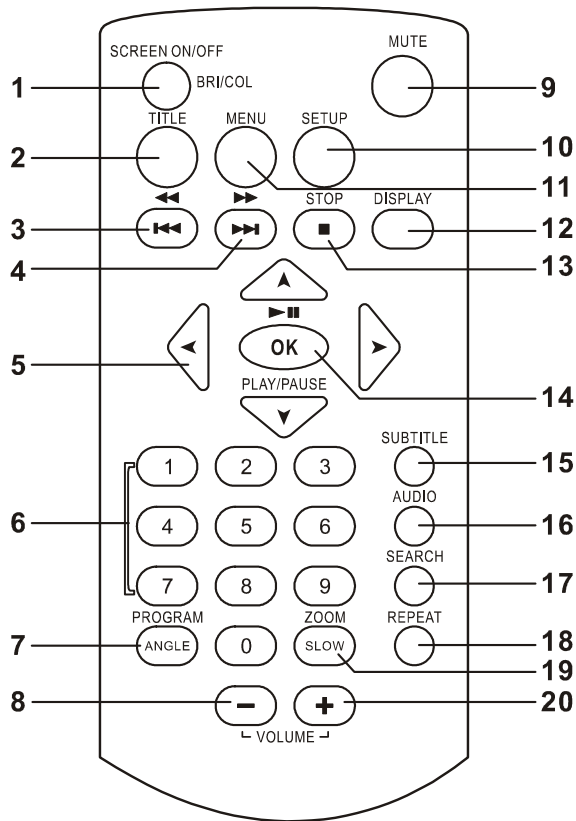 SCREEN ON/OFF
MUTE
1
BRI/COL
9
TITLE
MENU
SETUP
2
10
11
STOP
DISPLAY
3
12
4
13
5
OK
14
PLAY/PAUSE
SUBTITLE
1
2
3
15
AUDIO
6
4
5
6
16
SEARCH
7
8
9
17
PROGRAM
ZOOM
REPEAT
7
ANGLE
0
SLOW
18
19
8
−
+
20
VOLUME